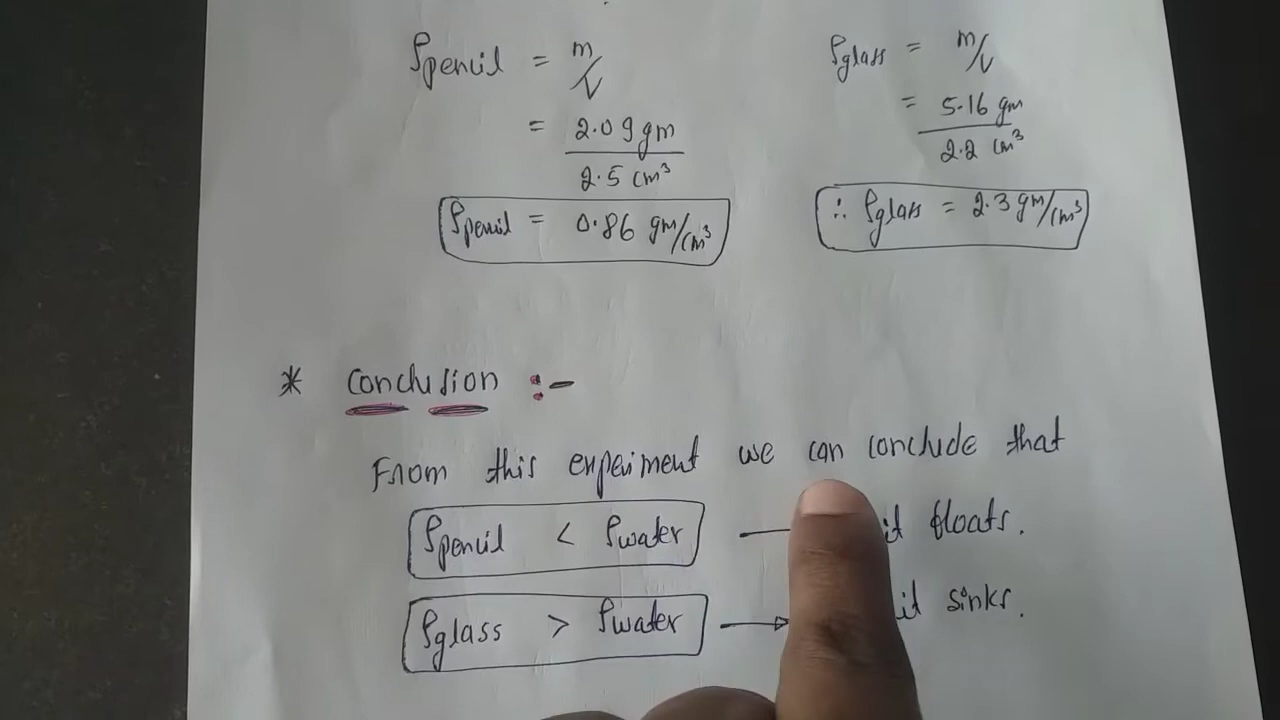 ρpencil = m/V
= 2.09 gm / 2.5 cm³
ρpencil = 0.86 gm/cm³
ρglass = m/V
= 5.16 gm / 2.2 cm³
∴ ρglass = 2.3 gm/cm³
* Conclusion :-
From this experiment we can conclude that
ρpencil < ρwater — it floats.
ρglass > ρwater → it sinks.